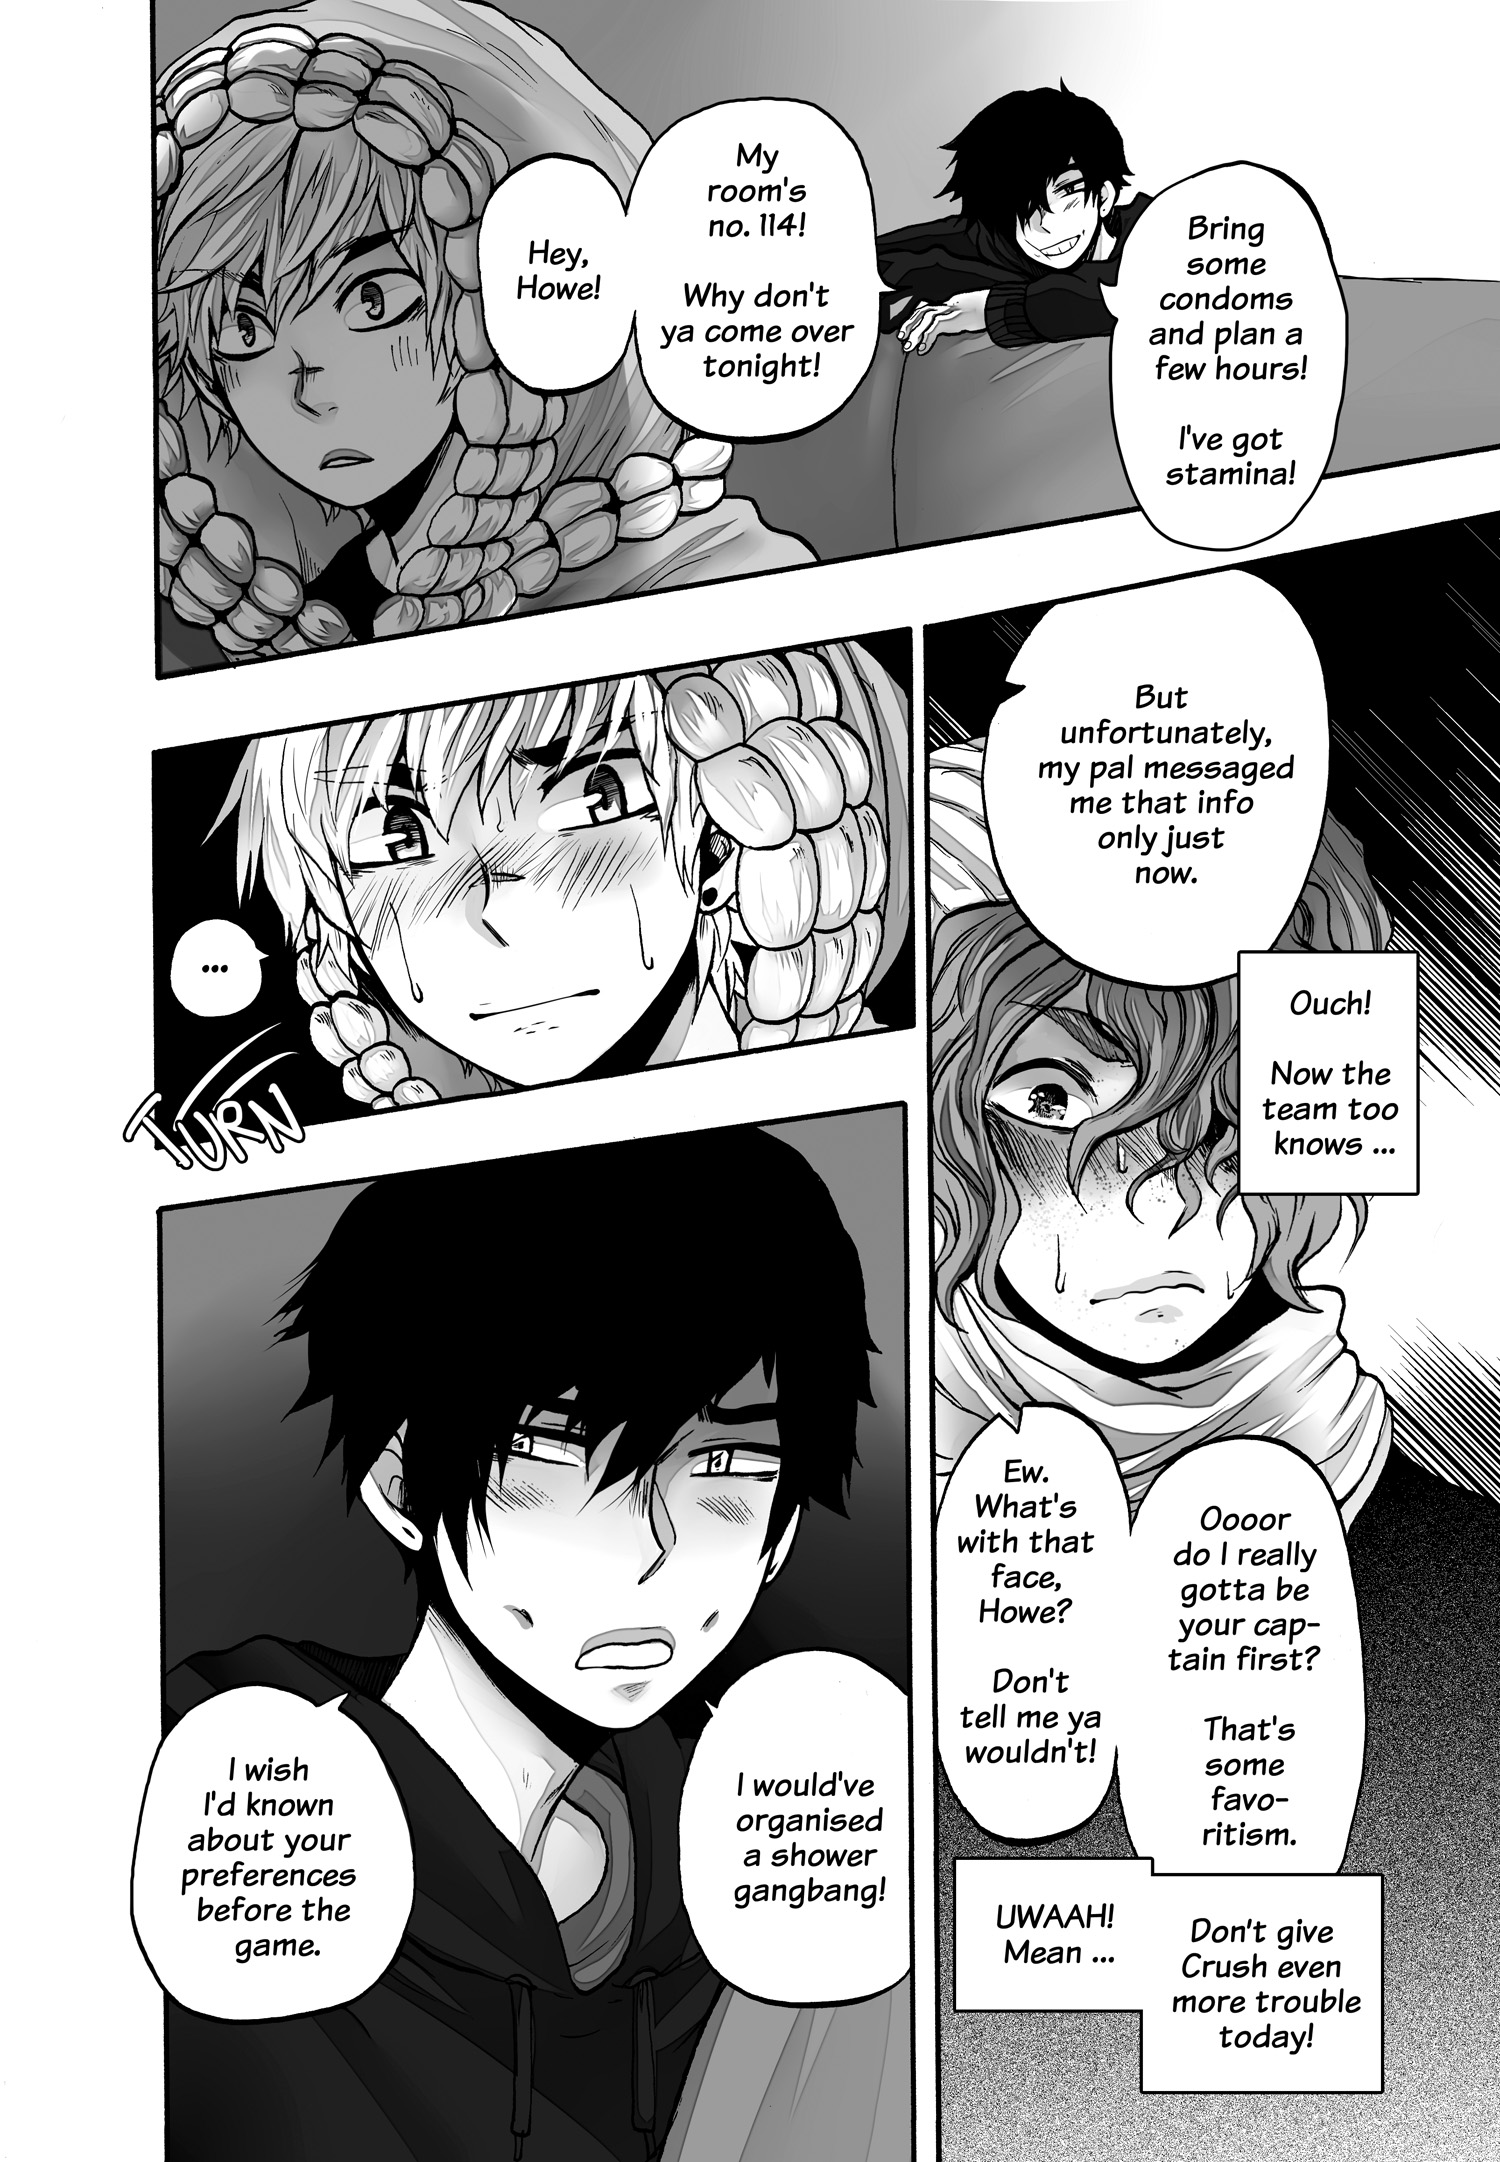 Hey,
Howe!
My
room's
no. 114!
Why don't
ya come over
tonight!
Bring
some
condoms
and plan a
few hours!
I've got
stamina!
...
TURN
But
unfortunately,
my pal messaged
me that info
only just
now.
Ouch!
Now the
team too
knows ...
I wish
I'd known
about your
preferences
before the
game.
I would've
organised
a shower
gangbang!
Ew.
What's
with that
face,
Howe?
Don't
tell me ya
wouldn't!
Oooor
do I really
gotta be
your cap-
tain first?
That's
some
favo-
ritism.
UWAAH!
Mean ...
Don't give
Crush even
more trouble
today!